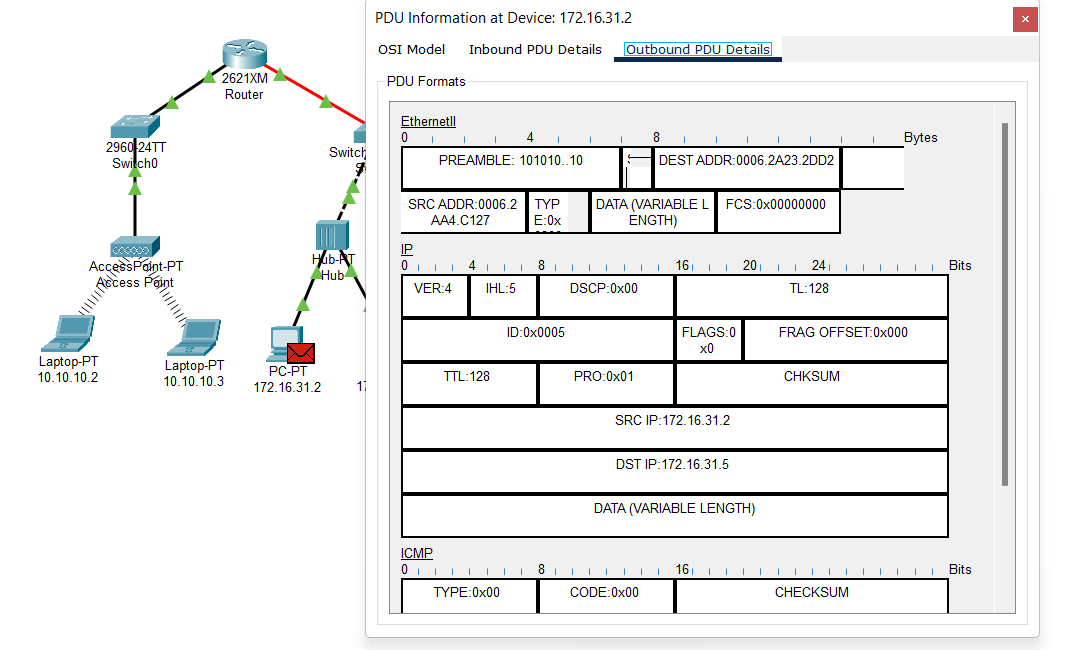 PDU Information at Device: 172.16.31.2
OSI Model Inbound PDU Details Outbound PDU Details
PDU Formats
EthernetII
0 4 8 Bytes
PREAMBLE: 101010..10 DEST ADDR:0006.2A23.2DD2
SRC ADDR:0006.2 TYP DATA (VARIABLE L FCS:0x00000000
AA4.C127 E:0x ENGTH)
IP
0 4 8 16 20 24 Bits
VER:4 IHL:5 DSCP:0x00 TL:128
ID:0x0005 FLAGS:0 FRAG OFFSET:0x000
x0
TTL:128 PRO:0x01 CHKSUM
SRC IP:172.16.31.2
DST IP:172.16.31.5
DATA (VARIABLE LENGTH)
ICMP
0 8 16 Bits
TYPE:0x00 CODE:0x00 CHECKSUM
2621XM
Router
2960-24TT
Switch0
Switch
AccessPoint-PT
Access Point
Hub-PT
Hub
Laptop-PT
10.10.10.2
Laptop-PT
10.10.10.3
PC-PT
172.16.31.2
17